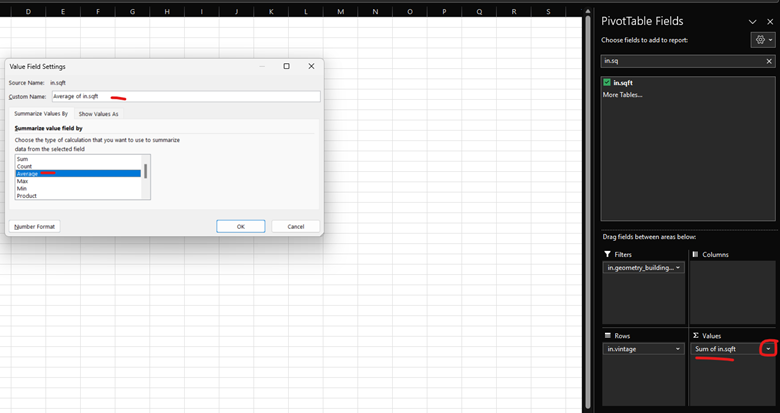 D E F G H I J K L M N O P Q R S
PivotTable Fields
Choose fields to add to report:
in.sq
in.sqft
More Tables...
Value Field Settings
Source Name: in.sqft
Custom Name: Average of in.sqft
Summarize Values By Show Values As
Summarize value field by
Choose the type of calculation that you want to use to summarize
data from the selected field
Sum
Count
Average
Max
Min
Product
Number Format OK Cancel
Drag fields between areas below:
Filters Columns
in.geometry_building...
Rows Σ Values
in.vintage Sum of in.sqft